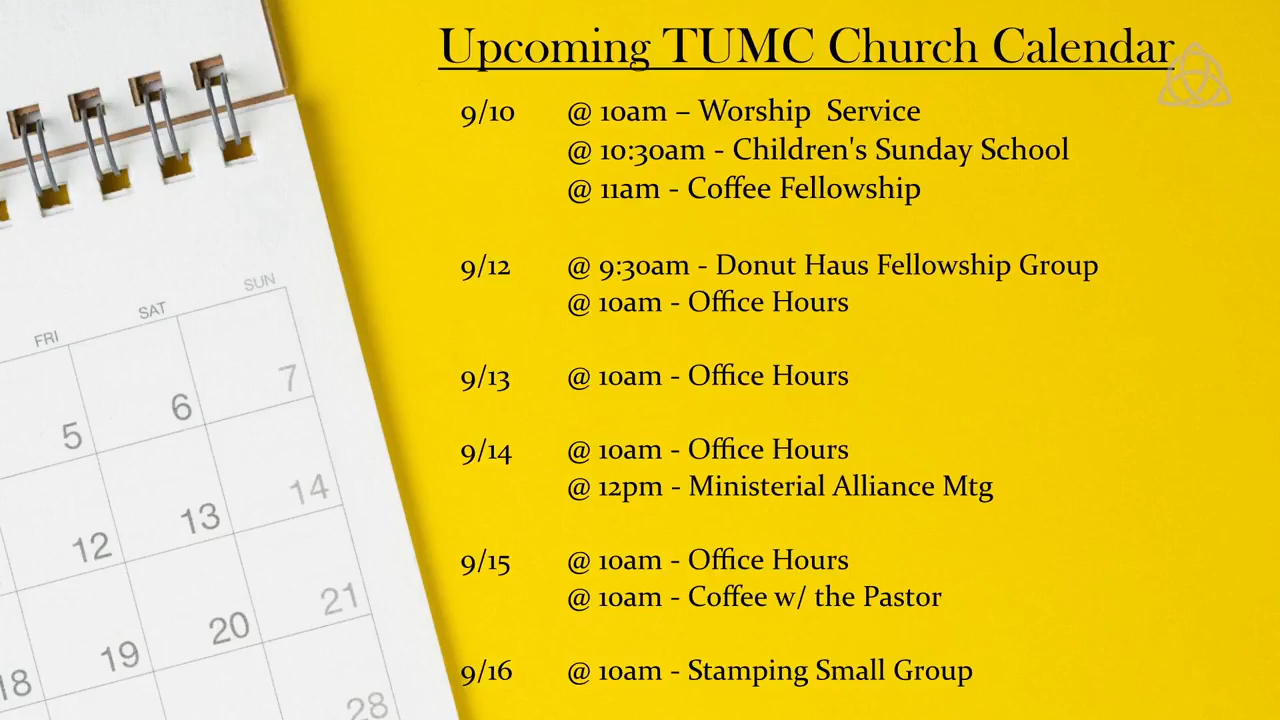 Upcoming TUMC Church Calendar
9/10 @ 10am – Worship Service
@ 10:30am - Children's Sunday School
@ 11am - Coffee Fellowship
9/12 @ 9:30am - Donut Haus Fellowship Group
@ 10am - Office Hours
9/13 @ 10am - Office Hours
9/14 @ 10am - Office Hours
@ 12pm - Ministerial Alliance Mtg
9/15 @ 10am - Office Hours
@ 10am - Coffee w/ the Pastor
9/16 @ 10am - Stamping Small Group
FRI SAT SUN
5 6 7
12 13 14
18 19 20 21
28